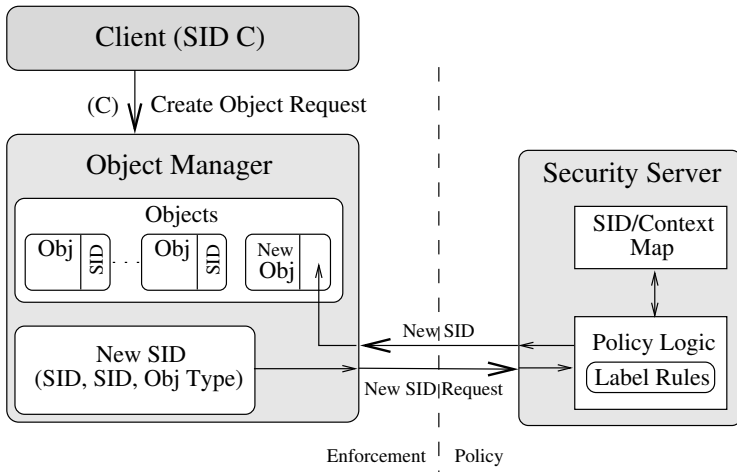 Client (SID C)
(C) Create Object Request
Object Manager
Objects
Obj SID . . . Obj SID New Obj
New SID
(SID, SID, Obj Type)
New SID
New SID Request
Security Server
SID/Context
Map
Policy Logic
Label Rules
Enforcement Policy